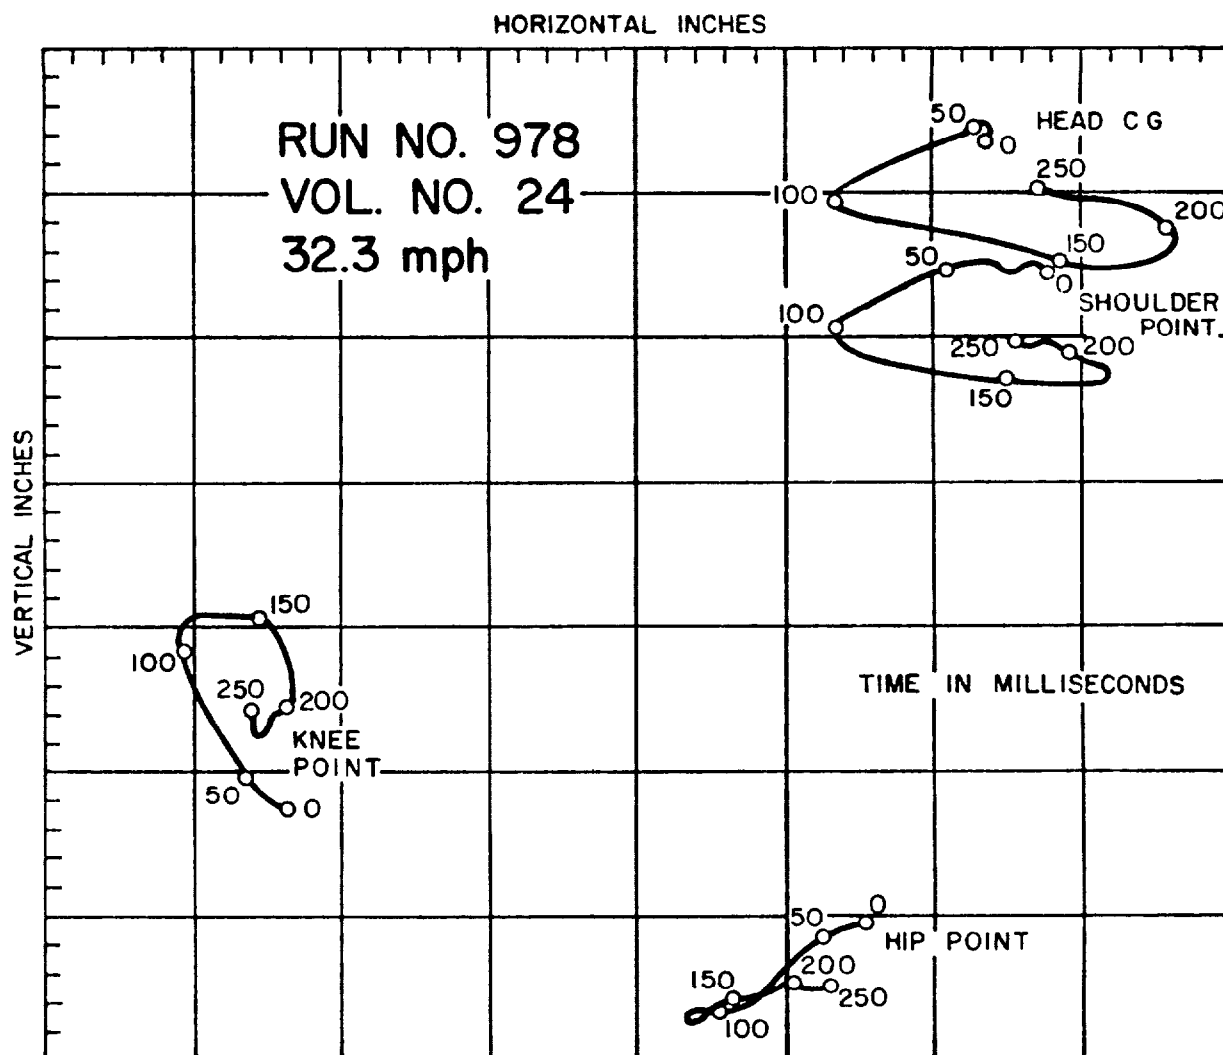 HORIZONTAL INCHES
RUN NO. 978
VOL. NO. 24
32.3 mph
50
0
HEAD C G
250
100
200
150
50
0
SHOULDER
POINT
100
250
200
150
VERTICAL INCHES
150
100
250
200
KNEE
POINT
50
0
TIME IN MILLISECONDS
0
50
HIP POINT
200
150
250
100